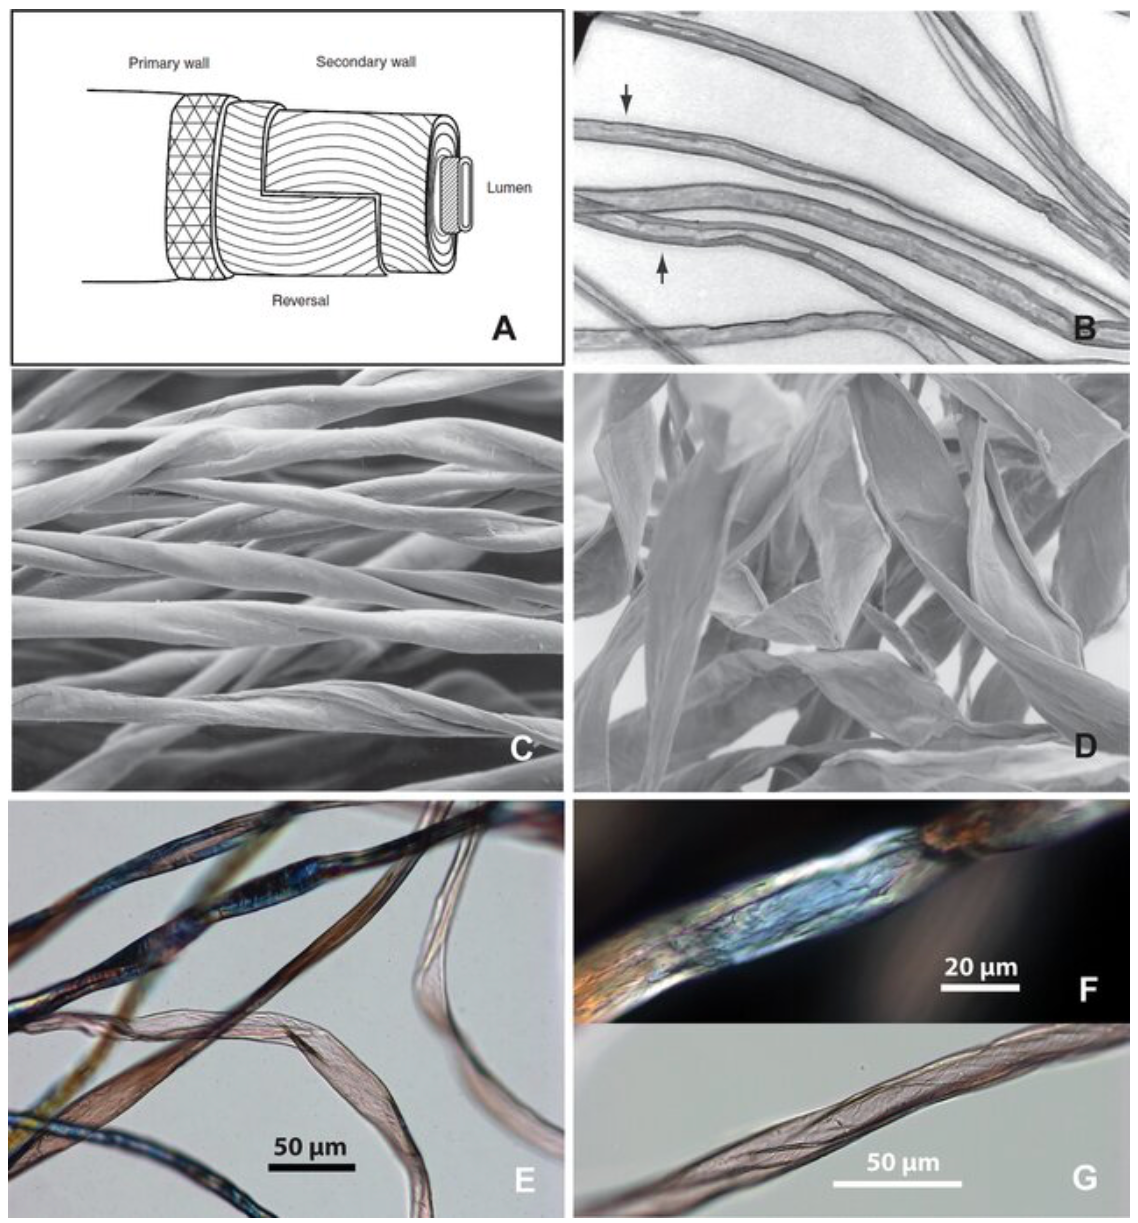 Primary wall
Secondary wall
Lumen
Reversal
A
B
C
D
50 µm
E
20 µm
F
50 µm
G